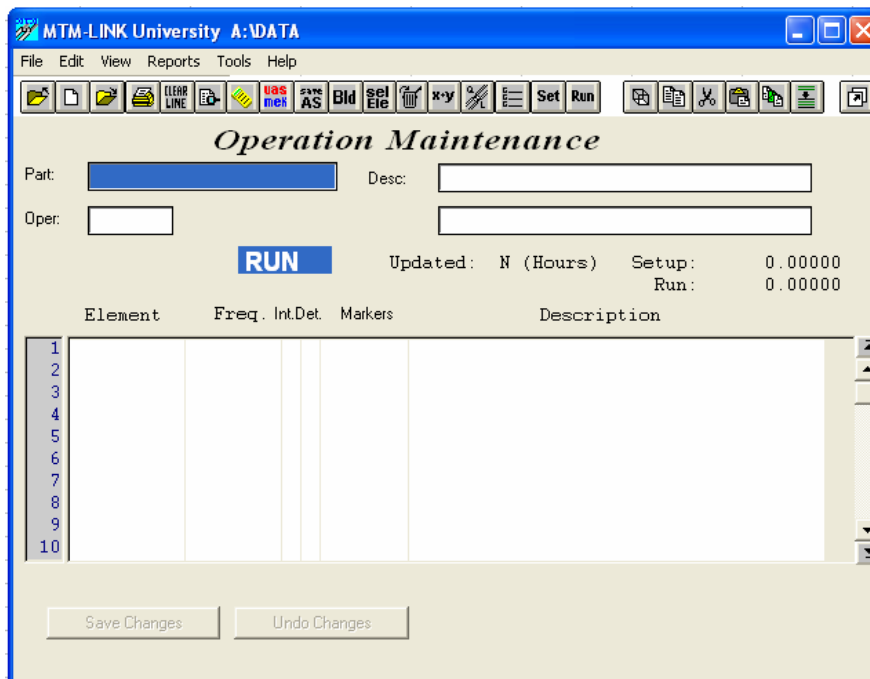 MTM-LINK University A:\DATA
File Edit View Reports Tools Help
CLEAR LINE uas mek save AS Bld sel Ele x÷y Set Run
Operation Maintenance
Part: Desc:
Oper:
RUN Updated: N (Hours) Setup: 0.00000
Run: 0.00000
Element Freq. Int. Det. Markers Description
1
2
3
4
5
6
7
8
9
10
Save Changes Undo Changes